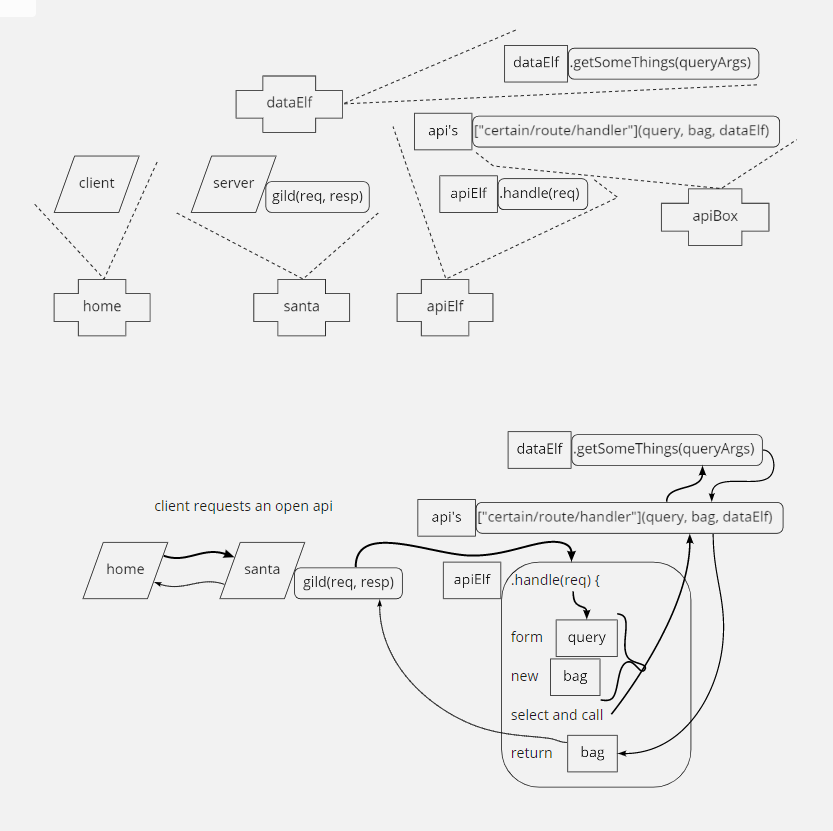 dataElf .getSomeThings(queryArgs)
dataElf
api's ["certain/route/handler"](query, bag, dataElf)
client
server
gild(req, resp)
apiElf .handle(req)
apiBox
home
santa
apiElf
dataElf .getSomeThings(queryArgs)
client requests an open api
api's ["certain/route/handler"](query, bag, dataElf)
home
santa
gild(req, resp)
apiElf .handle(req) {
form query
new bag
select and call
return bag